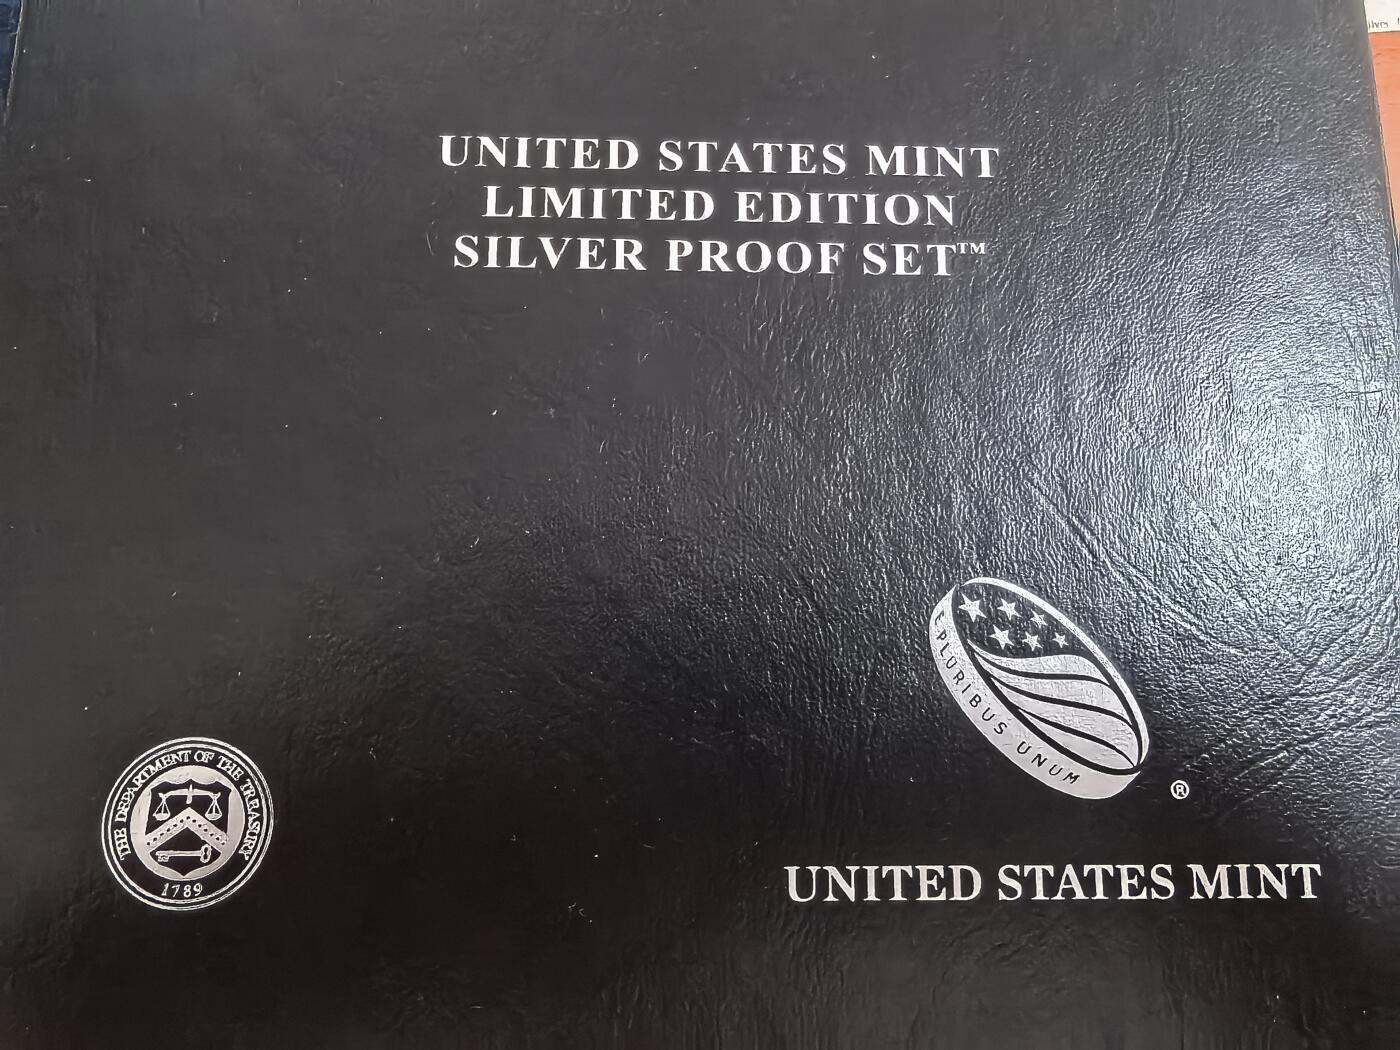 UNITED STATES MINT
LIMITED EDITION
SILVER PROOF SET™
E PLURIBUS UNUM
®
THE DEPARTMENT OF THE TREASURY
1789
UNITED STATES MINT